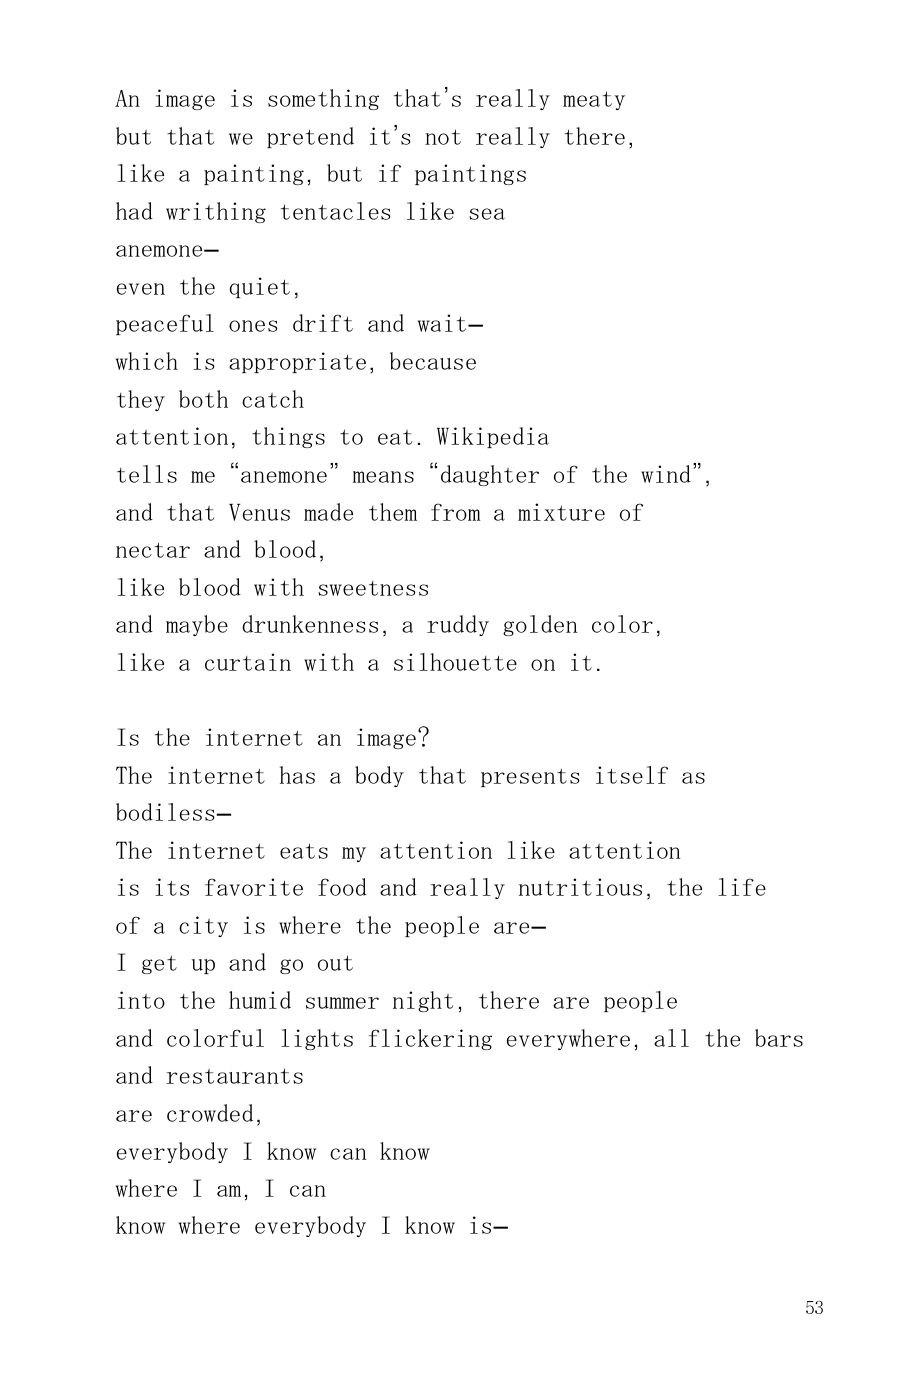 An image is something that's really meaty
but that we pretend it's not really there,
like a painting, but if paintings
had writhing tentacles like sea
anemone—
even the quiet,
peaceful ones drift and wait—
which is appropriate, because
they both catch
attention, things to eat. Wikipedia
tells me “anemone” means “daughter of the wind”,
and that Venus made them from a mixture of
nectar and blood,
like blood with sweetness
and maybe drunkenness, a ruddy golden color,
like a curtain with a silhouette on it.

Is the internet an image?
The internet has a body that presents itself as
bodiless—
The internet eats my attention like attention
is its favorite food and really nutritious, the life
of a city is where the people are—
I get up and go out
into the humid summer night, there are people
and colorful lights flickering everywhere, all the bars
and restaurants
are crowded,
everybody I know can know
where I am, I can
know where everybody I know is—
53